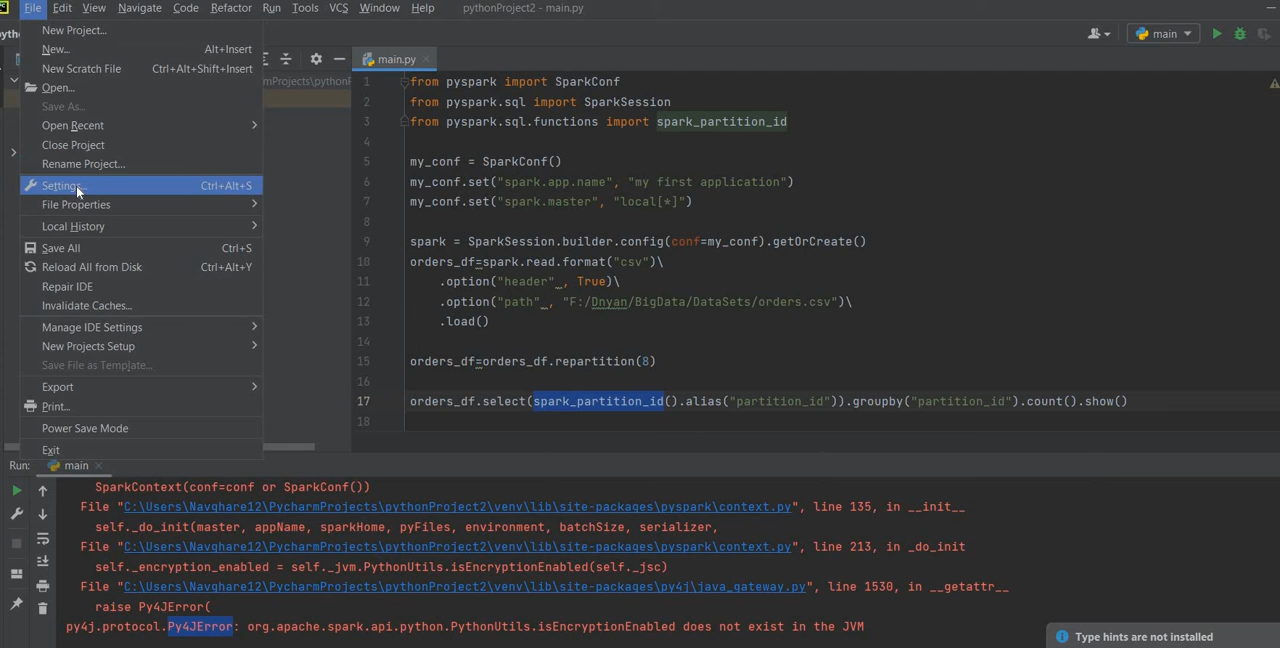 PC File Edit View Navigate Code Refactor Run Tools VCS Window Help pythonProject2 - main.py
New Project...
New... Alt+Insert
New Scratch File Ctrl+Alt+Shift+Insert
Open...
Save As...
Open Recent
Close Project
Rename Project...
Settings... Ctrl+Alt+S
File Properties
Local History
Save All Ctrl+S
Reload All from Disk Ctrl+Alt+Y
Repair IDE
Invalidate Caches...
Manage IDE Settings
New Projects Setup
Save File as Template...
Export
Print...
Power Save Mode
Exit
main
main.py
1 from pyspark import SparkConf
2 from pyspark.sql import SparkSession
3 from pyspark.sql.functions import spark_partition_id
4
5 my_conf = SparkConf()
6 my_conf.set("spark.app.name", "my first application")
7 my_conf.set("spark.master", "local[*]")
8
9 spark = SparkSession.builder.config(conf=my_conf).getOrCreate()
10 orders_df=spark.read.format("csv")\
11 .option("header" , True)\
12 .option("path" , "F:/Dnyan/BigData/DataSets/orders.csv")\
13 .load()
14
15 orders_df=orders_df.repartition(8)
16
17 orders_df.select(spark_partition_id().alias("partition_id")).groupby("partition_id").count().show()
18
Run: main
SparkContext(conf=conf or SparkConf())
File "C:\Users\Navghare12\PycharmProjects\pythonProject2\venv\lib\site-packages\pyspark\context.py", line 135, in __init__
self._do_init(master, appName, sparkHome, pyFiles, environment, batchSize, serializer,
File "C:\Users\Navghare12\PycharmProjects\pythonProject2\venv\lib\site-packages\pyspark\context.py", line 213, in _do_init
self._encryption_enabled = self._jvm.PythonUtils.isEncryptionEnabled(self._jsc)
File "C:\Users\Navghare12\PycharmProjects\pythonProject2\venv\lib\site-packages\py4j\java_gateway.py", line 1530, in __getattr__
raise Py4JError(
py4j.protocol.Py4JError: org.apache.spark.api.python.PythonUtils.isEncryptionEnabled does not exist in the JVM
Type hints are not installed